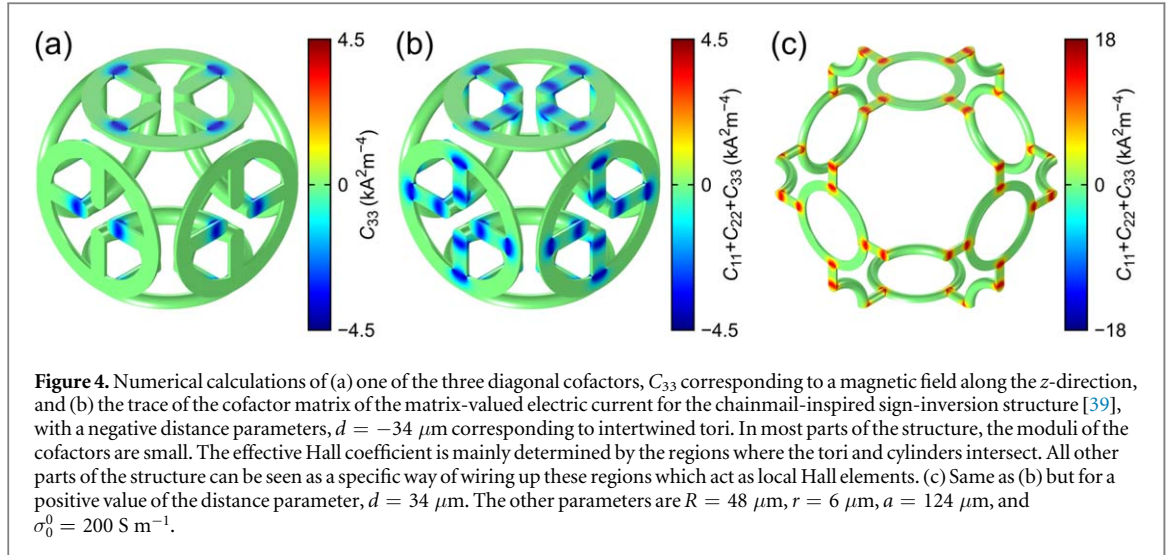 (a)
4.5
0
−4.5
C33 (kA2m−4)
(b)
4.5
0
−4.5
C11+C22+C33 (kA2m−4)
(c)
18
0
−18
C11+C22+C33 (kA2m−4)
Figure 4. Numerical calculations of (a) one of the three diagonal cofactors, C33 corresponding to a magnetic field along the z-direction,
and (b) the trace of the cofactor matrix of the matrix-valued electric current for the chainmail-inspired sign-inversion structure [39],
with a negative distance parameters, d = −34 μm corresponding to intertwined tori. In most parts of the structure, the moduli of the
cofactors are small. The effective Hall coefficient is mainly determined by the regions where the tori and cylinders intersect. All other
parts of the structure can be seen as a specific way of wiring up these regions which act as local Hall elements. (c) Same as (b) but for a
positive value of the distance parameter, d = 34 μm. The other parameters are R = 48 μm, r = 6 μm, a = 124 μm, and
σ00 = 200 S m−1.